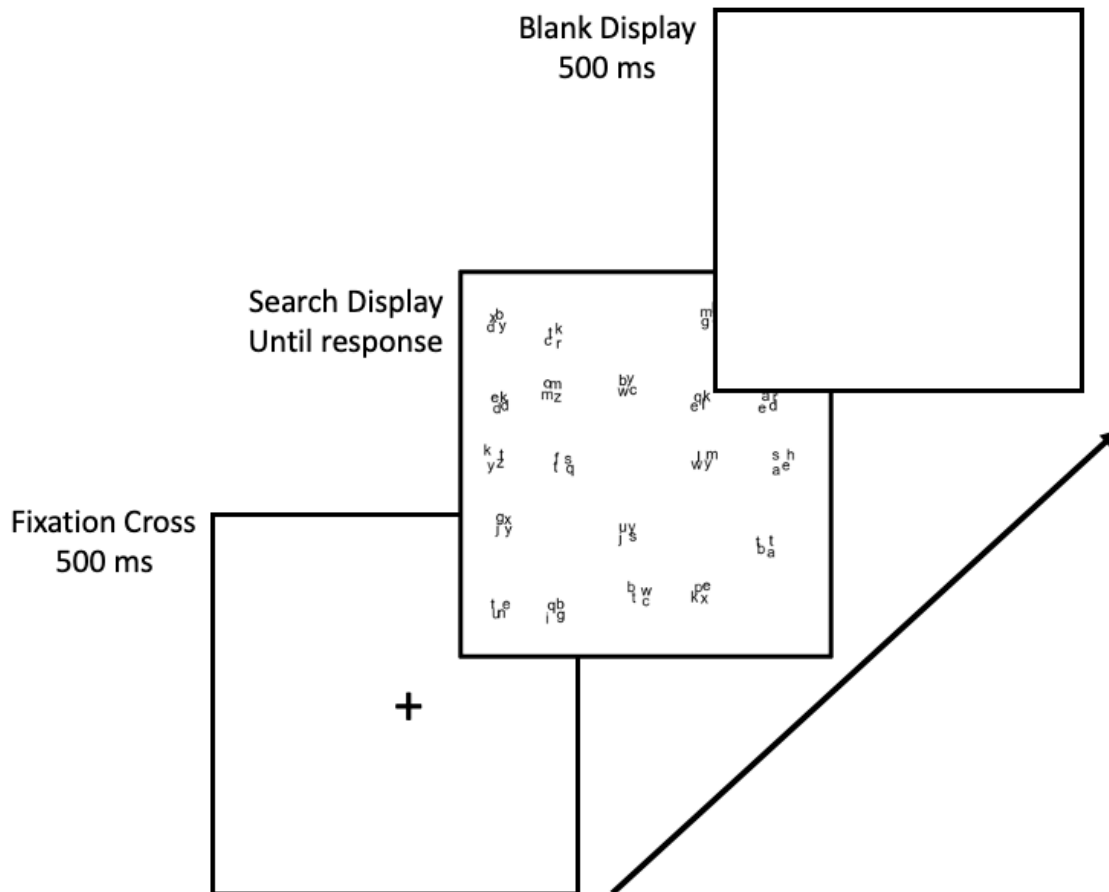 Blank Display
500 ms
Search Display
Until response
x b
d y
t k
c r
m
g
e k
d d
m
m z
b y
w c
q k
e
a r
e d
k t
y z
f s
t q
m
w y
s h
a e
g x
j y
u y
j s
t t
b a
t e
u n
q b
i g
b w
t c
p e
k x
Fixation Cross
500 ms
+